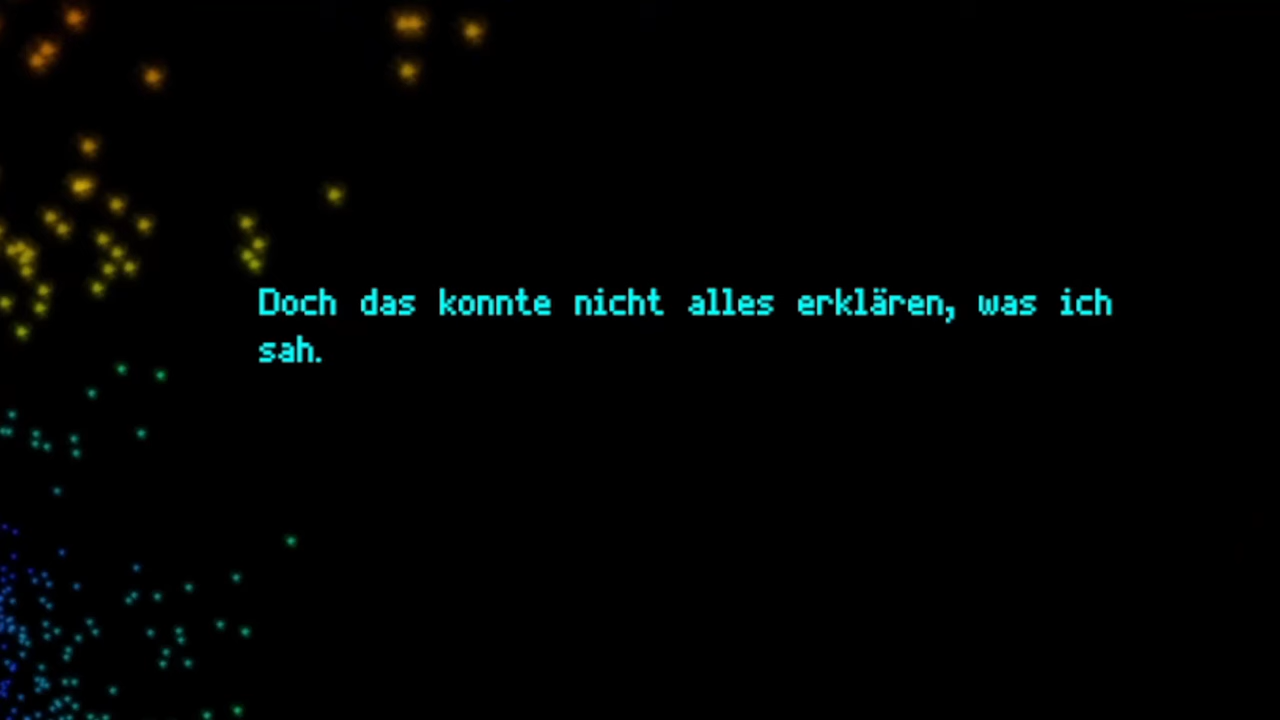 Doch das konnte nicht alles erklären, was ich
sah.